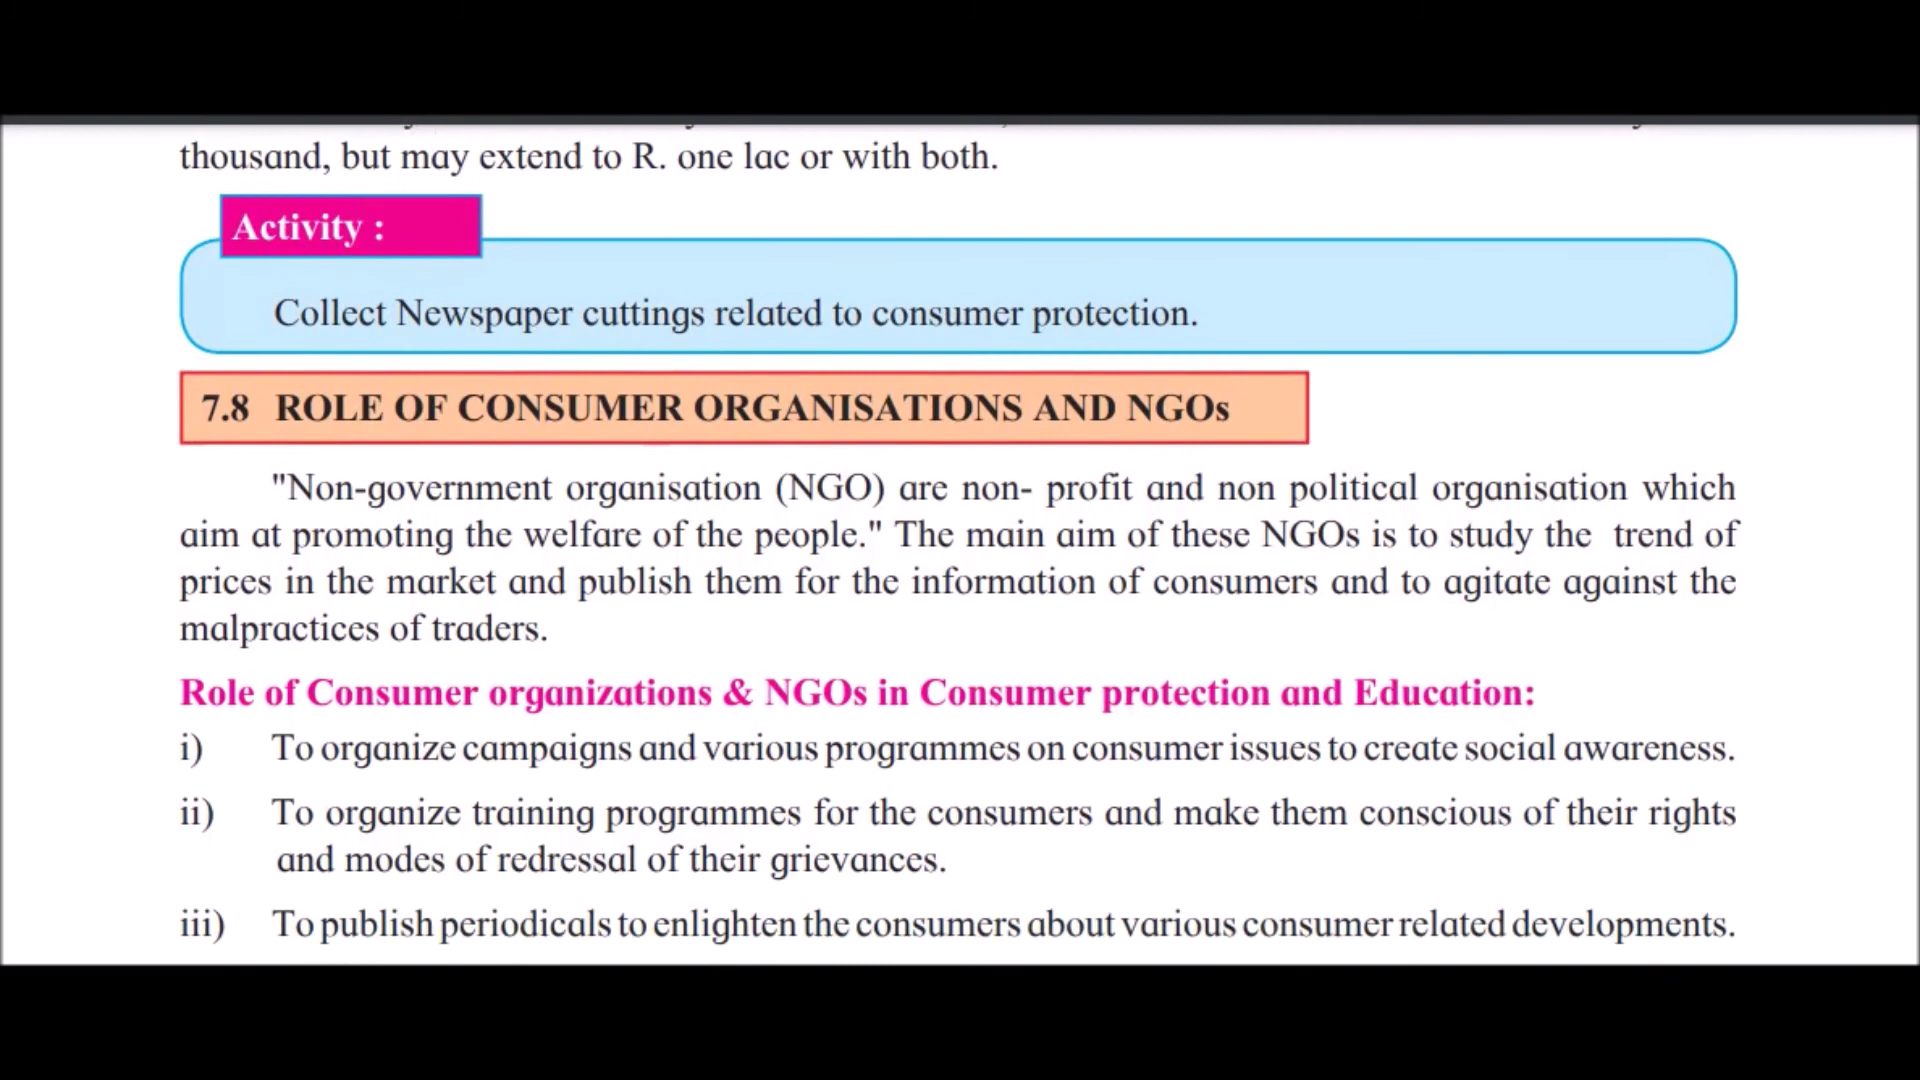 thousand, but may extend to R. one lac or with both.
Activity :
Collect Newspaper cuttings related to consumer protection.
7.8 ROLE OF CONSUMER ORGANISATIONS AND NGOs
"Non-government organisation (NGO) are non- profit and non political organisation which
aim at promoting the welfare of the people." The main aim of these NGOs is to study the trend of
prices in the market and publish them for the information of consumers and to agitate against the
malpractices of traders.
Role of Consumer organizations & NGOs in Consumer protection and Education:
i) To organize campaigns and various programmes on consumer issues to create social awareness.
ii) To organize training programmes for the consumers and make them conscious of their rights
and modes of redressal of their grievances.
iii) To publish periodicals to enlighten the consumers about various consumer related developments.